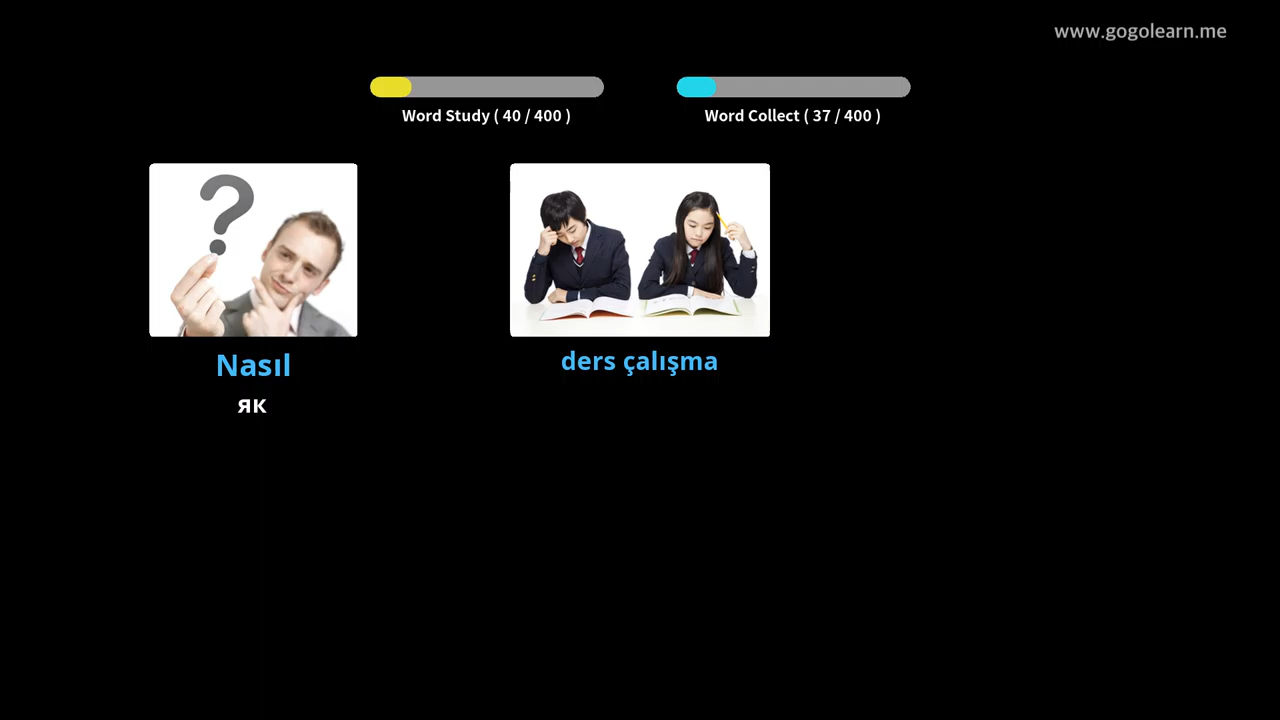 www.gogolearn.me
Word Study ( 40 / 400 )
Word Collect ( 37 / 400 )
Nasıl
як
ders çalışma